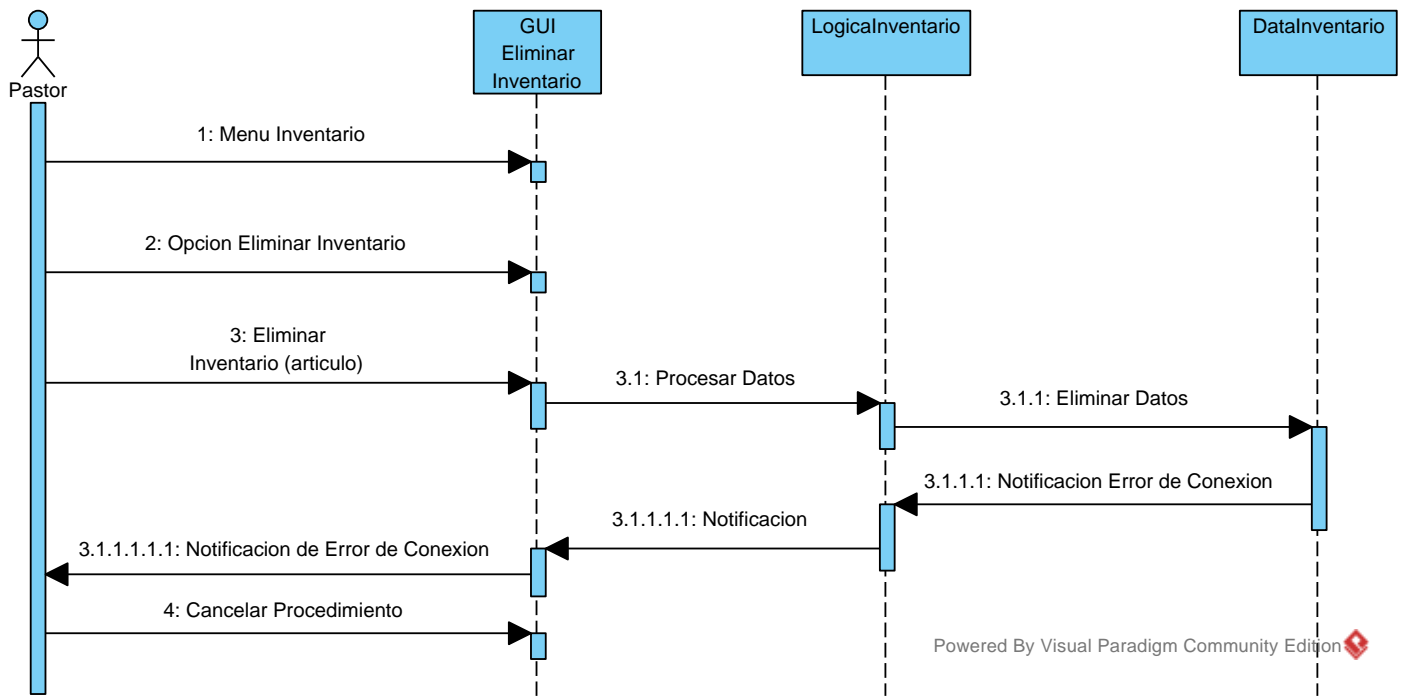 Pastor
GUI
Eliminar
Inventario
LogicaInventario
DataInventario
1: Menu Inventario
2: Opcion Eliminar Inventario
3: Eliminar
Inventario (articulo)
3.1: Procesar Datos
3.1.1: Eliminar Datos
3.1.1.1: Notificacion Error de Conexion
3.1.1.1.1: Notificacion
3.1.1.1.1.1: Notificacion de Error de Conexion
4: Cancelar Procedimiento
Powered By Visual Paradigm Community Edition